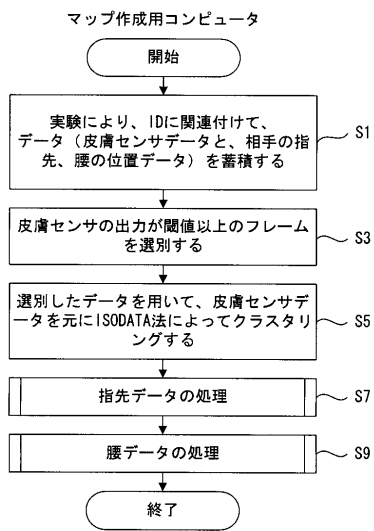 マップ作成用コンピュータ
開始
実験により、IDに関連付けて、
データ（皮膚センサデータと、相手の指
先、腰の位置データ）を蓄積する
S1
皮膚センサの出力が閾値以上のフレーム
を選別する
S3
選別したデータを用いて、皮膚センサデ
ータを元にISODATA法によってクラスタリ
ングする
S5
指先データの処理
S7
腰データの処理
S9
終了